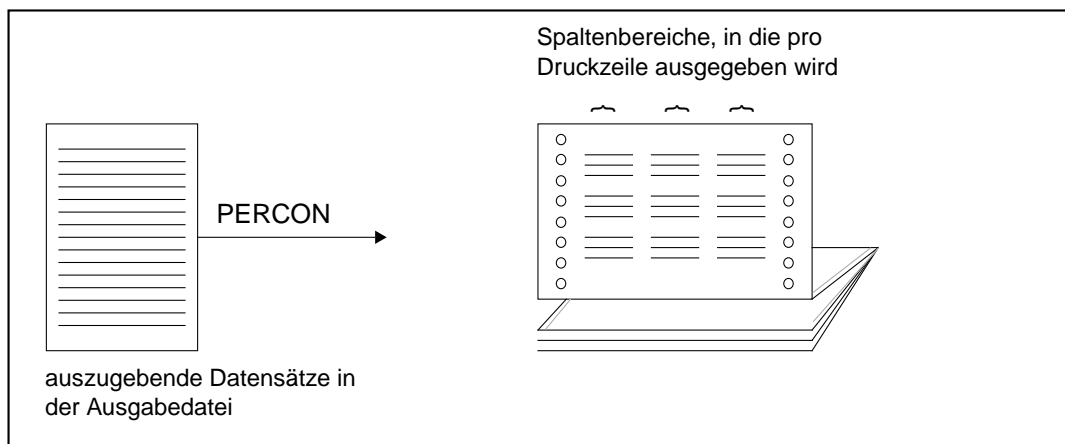 Spaltenbereiche, in die pro
Druckzeile ausgegeben wird
PERCON
auszugebende Datensätze in
der Ausgabedatei